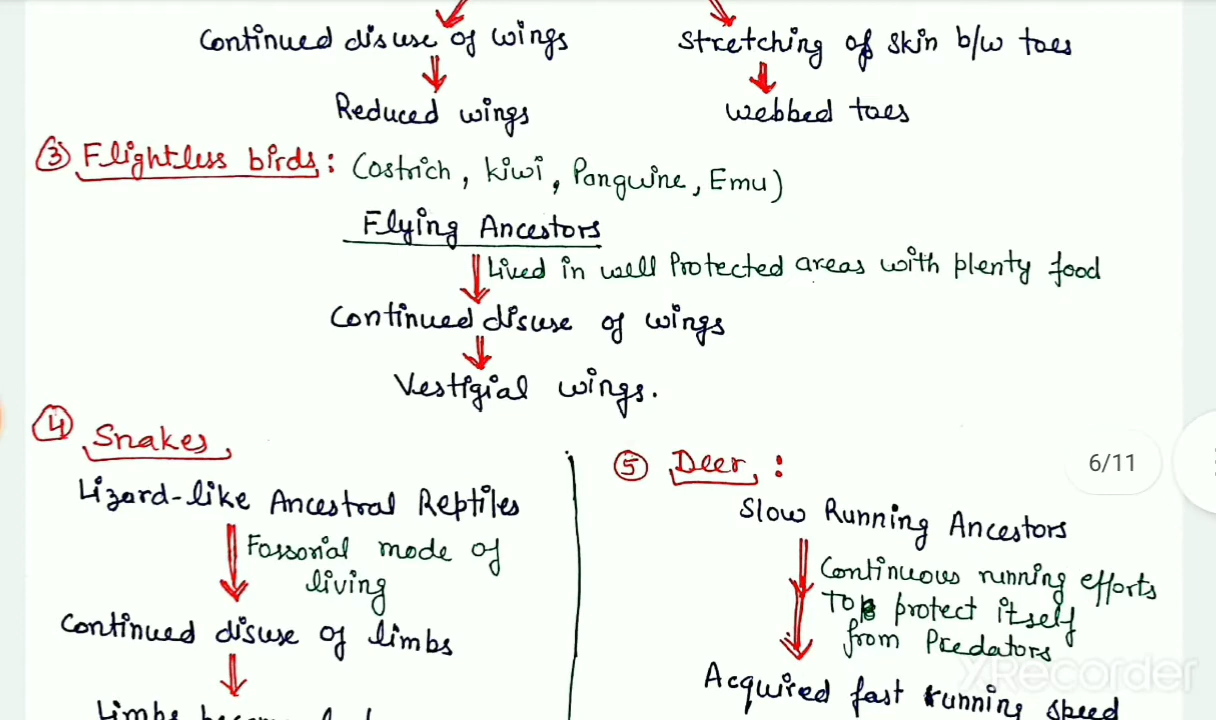 Continued disuse of wings
Stretching of skin b/w toes
Reduced wings
webbed toes
③ Flightless birds : (ostrich, kiwi, Panguine, Emu)
Flying Ancestors
Lived in well Protected areas with plenty food
Continued disuse of wings
Vestigial wings.
④ Snakes,
Lizard-like Ancestral Reptiles
Fossorial mode of
living
Continued disuse of limbs
⑤ Deer :
6/11
Slow Running Ancestors
Continuous running efforts
To protect itself
from Predators
Acquired fast running speed
XRecorder